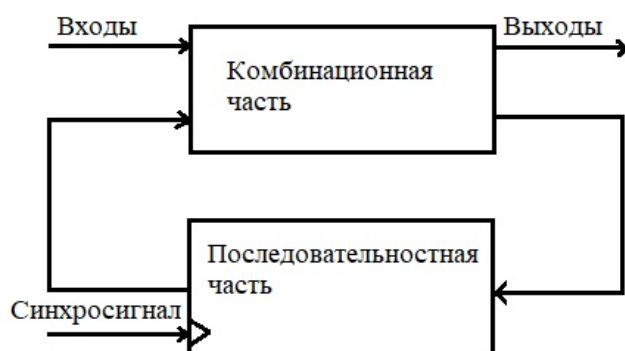 Входы
Выходы
Комбинационная
часть
Последовательностная
часть
Синхросигнал